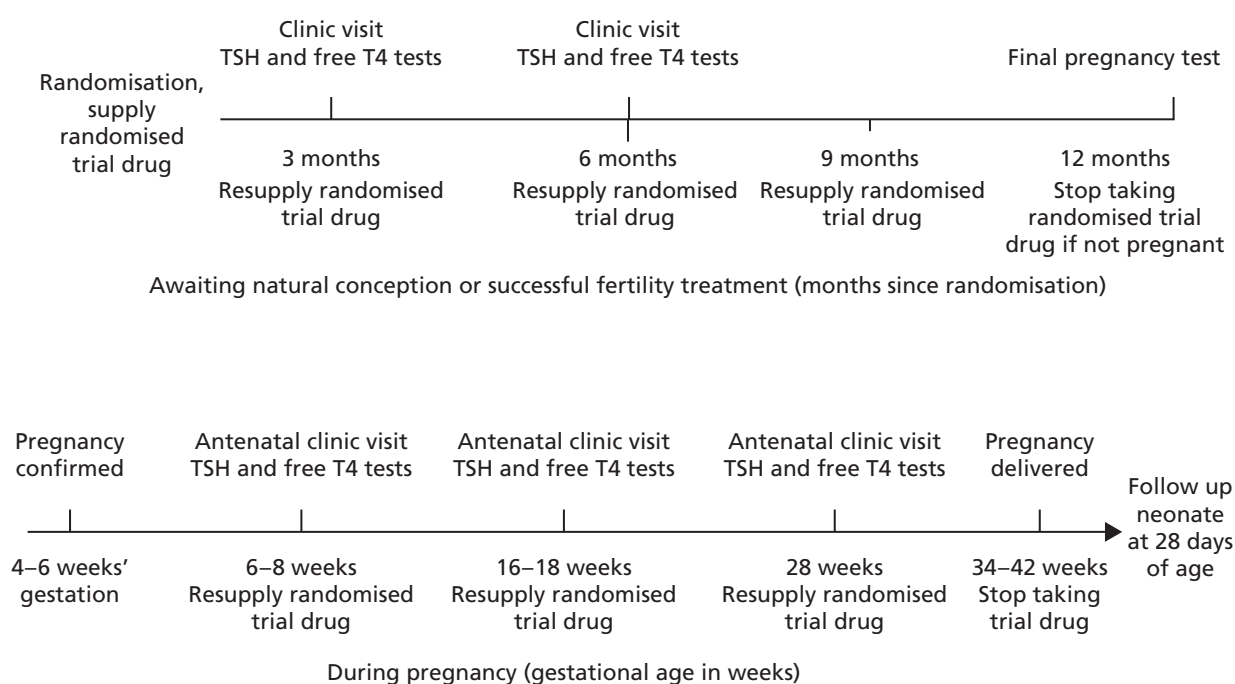 Clinic visit
TSH and free T4 tests
Clinic visit
TSH and free T4 tests
Final pregnancy test
Randomisation,
supply
randomised
trial drug
3 months
Resupply randomised
trial drug
6 months
Resupply randomised
trial drug
9 months
Resupply randomised
trial drug
12 months
Stop taking
randomised trial
drug if not pregnant
Awaiting natural conception or successful fertility treatment (months since randomisation)
Pregnancy
confirmed
Antenatal clinic visit
TSH and free T4 tests
Antenatal clinic visit
TSH and free T4 tests
Antenatal clinic visit
TSH and free T4 tests
Pregnancy
delivered
Follow up
neonate
at 28 days
of age
4–6 weeks’
gestation
6–8 weeks
Resupply randomised
trial drug
16–18 weeks
Resupply randomised
trial drug
28 weeks
Resupply randomised
trial drug
34–42 weeks
Stop taking
trial drug
During pregnancy (gestational age in weeks)